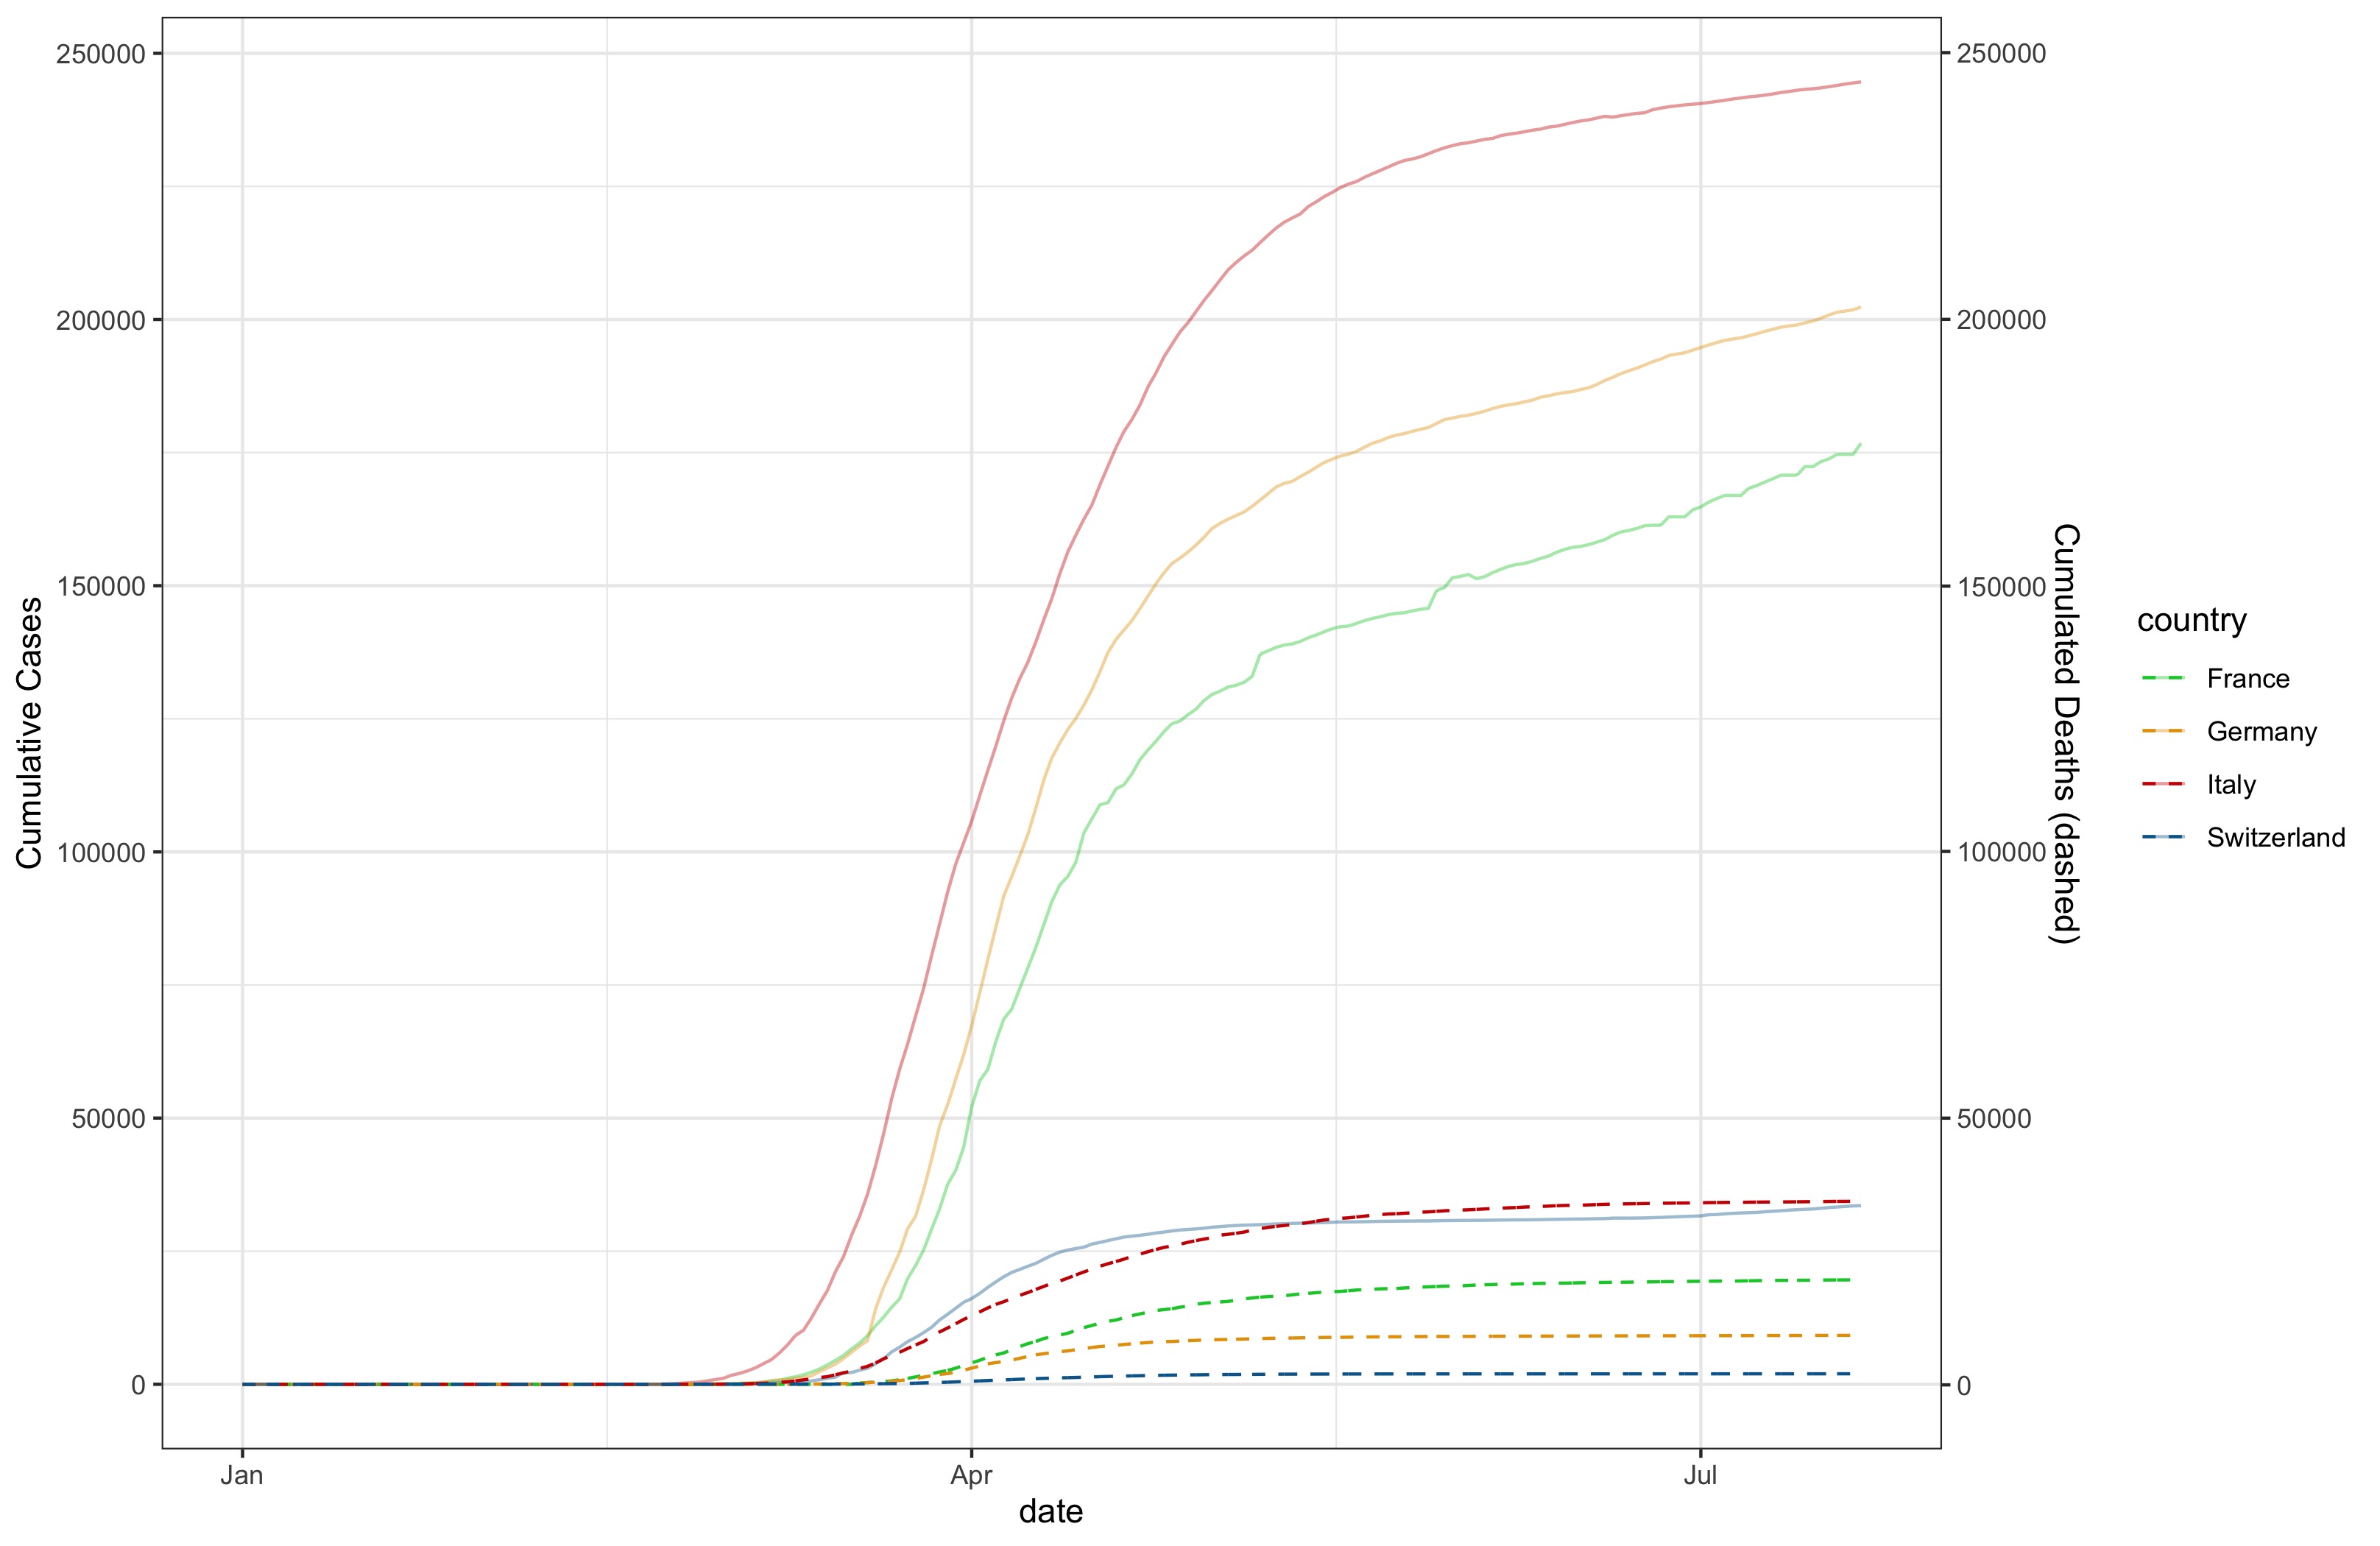 250000
200000
150000
100000
50000
0
Cumulative Cases
Jan
Apr
Jul
date
250000
200000
150000
100000
50000
0
Cumulated Deaths (dashed)
country
France
Germany
Italy
Switzerland